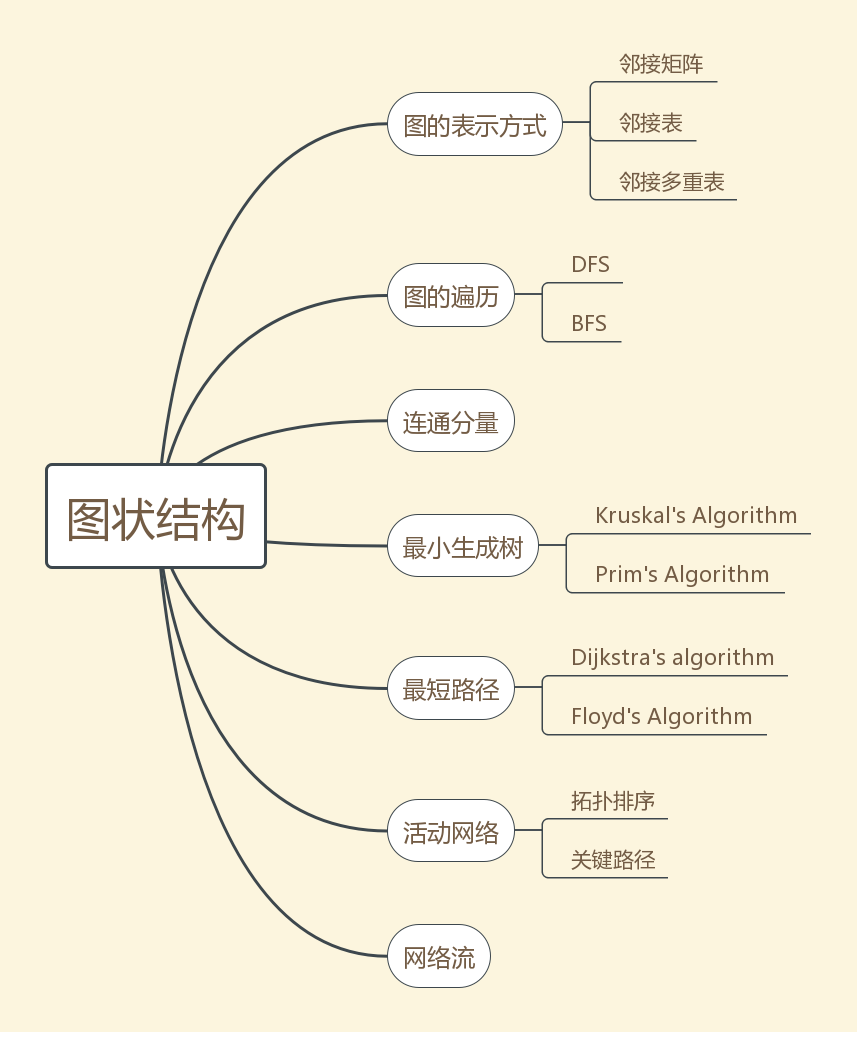 图状结构
图的表示方式
邻接矩阵
邻接表
邻接多重表
图的遍历
DFS
BFS
连通分量
最小生成树
Kruskal's Algorithm
Prim's Algorithm
最短路径
Dijkstra's algorithm
Floyd's Algorithm
活动网络
拓扑排序
关键路径
网络流